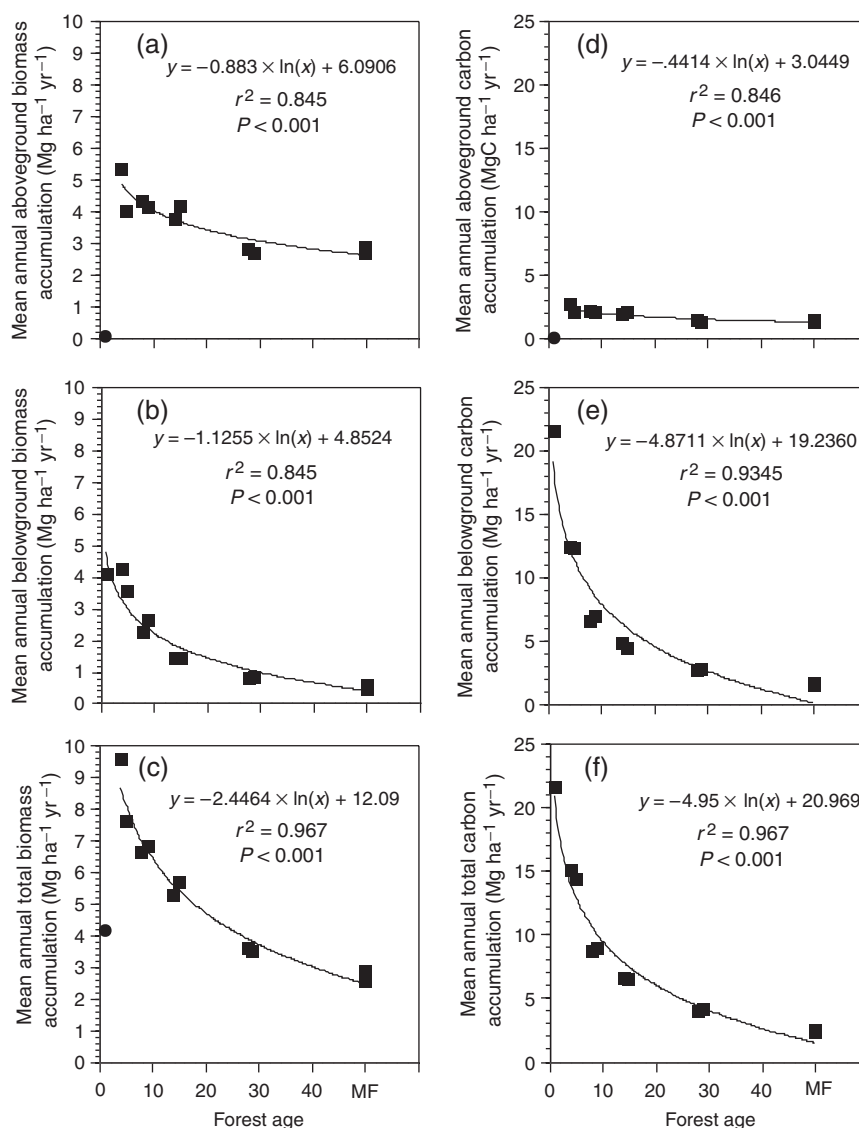 (a)
y = −0.883 × ln(x) + 6.0906
r² = 0.845
P < 0.001
Mean annual aboveground biomass
accumulation (Mg ha⁻¹ yr⁻¹)
10
9
8
7
6
5
4
3
2
1
0
(d)
y = −.4414 × ln(x) + 3.0449
r² = 0.846
P < 0.001
Mean annual aboveground carbon
accumulation (MgC ha⁻¹ yr⁻¹)
25
20
15
10
5
0
(b)
y = −1.1255 × ln(x) + 4.8524
r² = 0.845
P < 0.001
Mean annual belowground biomass
accumulation (Mg ha⁻¹ yr⁻¹)
10
9
8
7
6
5
4
3
2
1
0
(e)
y = −4.8711 × ln(x) + 19.2360
r² = 0.9345
P < 0.001
Mean annual belowground carbon
accumulation (Mg ha⁻¹ yr⁻¹)
25
20
15
10
5
0
(c)
y = −2.4464 × ln(x) + 12.09
r² = 0.967
P < 0.001
Mean annual total biomass
accumulation (Mg ha⁻¹ yr⁻¹)
10
9
8
7
6
5
4
3
2
1
0
0 10 20 30 40 MF
Forest age
(f)
y = −4.95 × ln(x) + 20.969
r² = 0.967
P < 0.001
Mean annual total carbon
accumulation (Mg ha⁻¹ yr⁻¹)
25
20
15
10
5
0
0 10 20 30 40 MF
Forest age